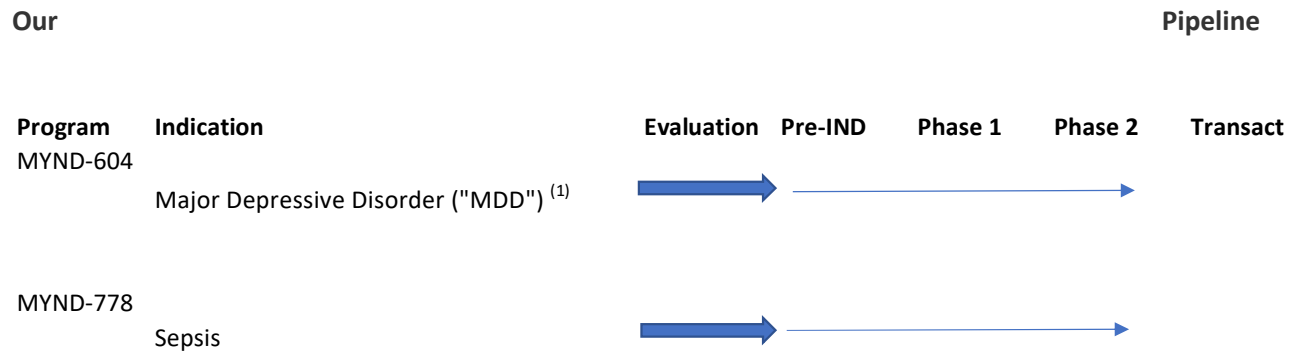 Our Pipeline
Program Indication Evaluation Pre-IND Phase 1 Phase 2 Transact
MYND-604
Major Depressive Disorder ("MDD") (1)
MYND-778
Sepsis